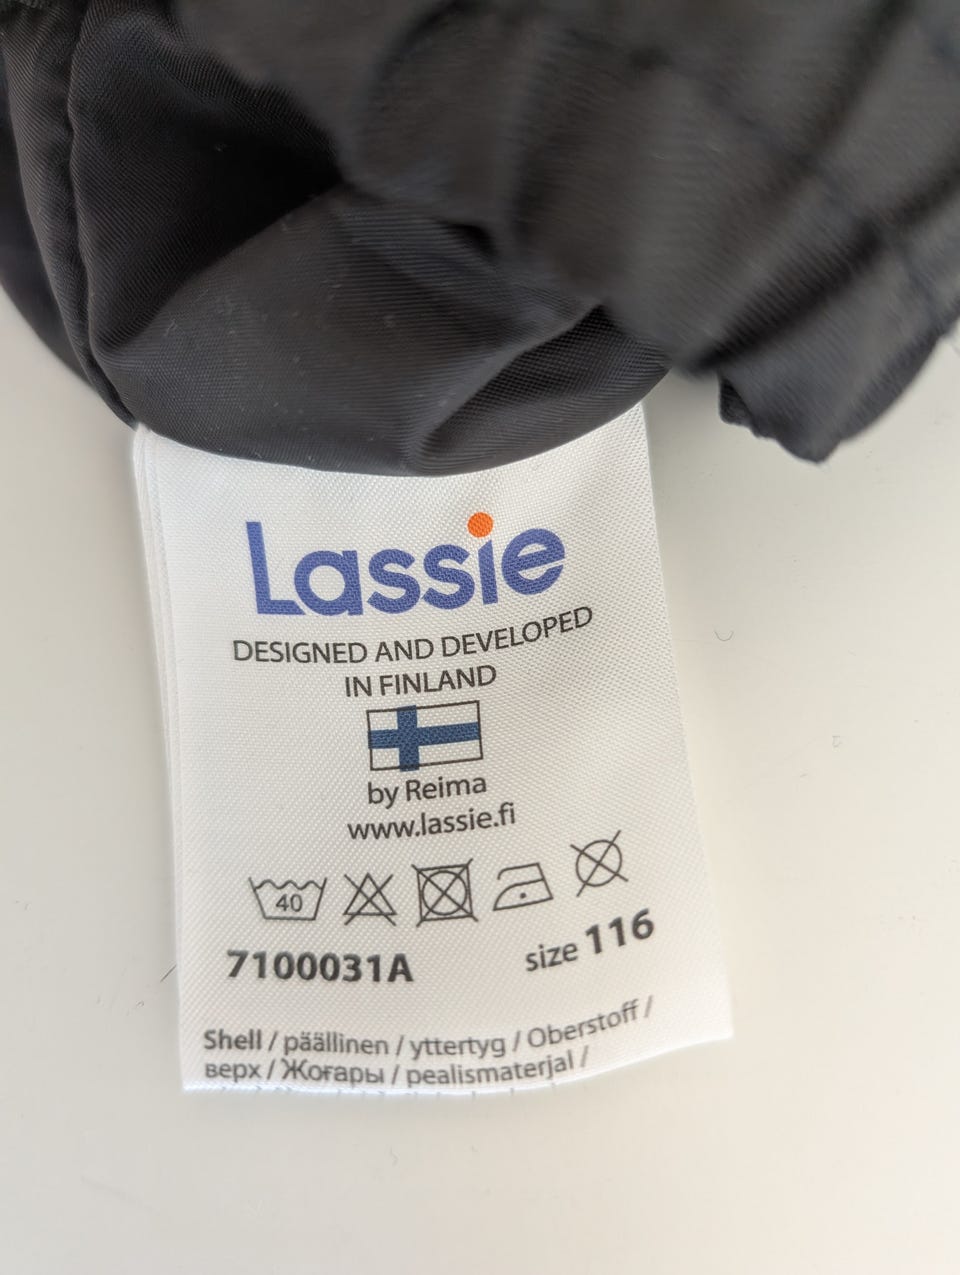 Lassie
DESIGNED AND DEVELOPED
IN FINLAND
by Reima
www.lassie.fi
40
7100031A size 116
Shell / päällinen / yttertyg / Oberstoff /
верх / Жоғары / pealismaterjal /